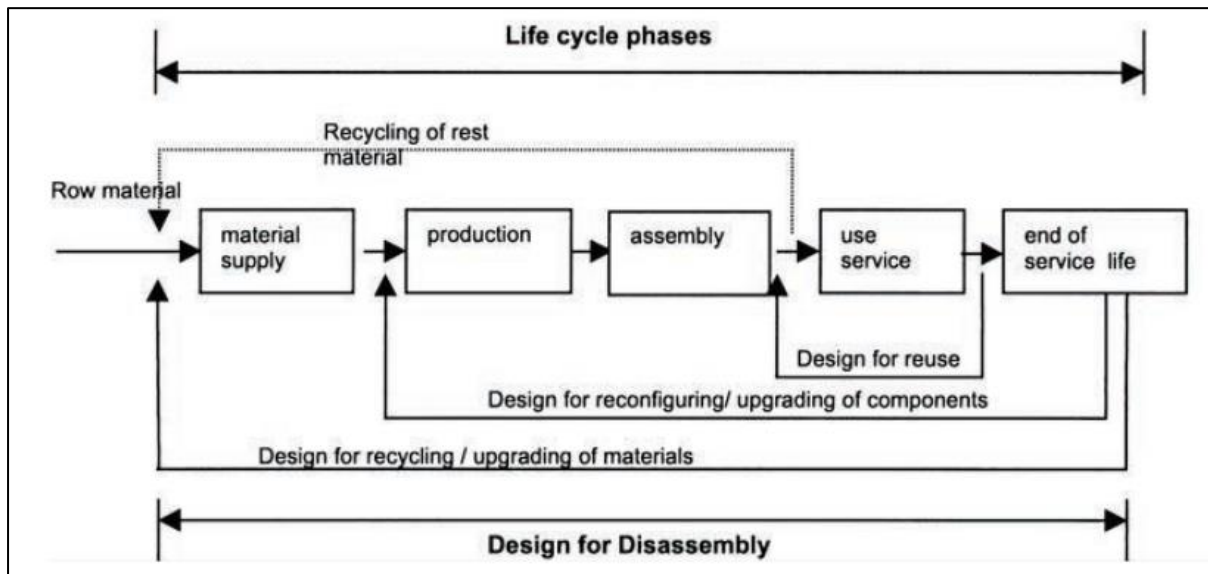 Life cycle phases
Recycling of rest
material
Row material
material
supply
production
assembly
use
service
end of
service life
Design for reuse
Design for reconfiguring/ upgrading of components
Design for recycling / upgrading of materials
Design for Disassembly